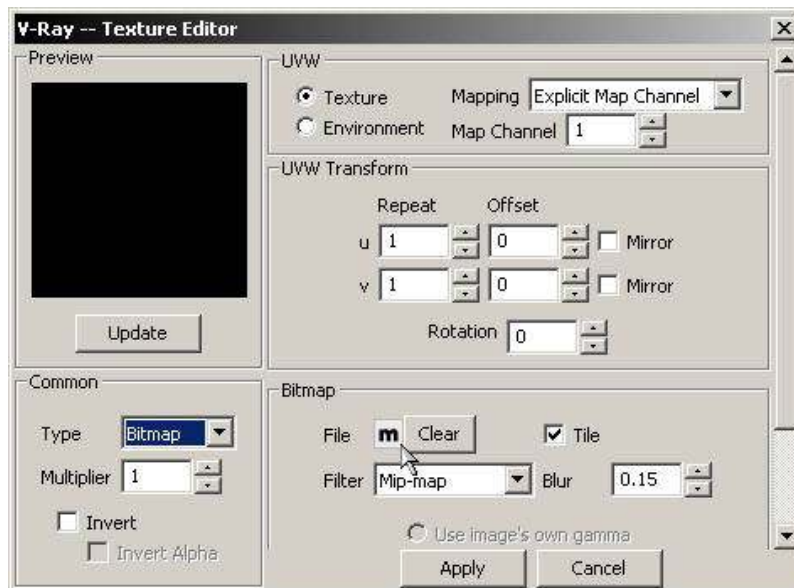 V-Ray -- Texture Editor
Preview
Update
UVW
Texture
Mapping Explicit Map Channel
Environment
Map Channel 1
UVW Transform
Repeat Offset
u 1 0 Mirror
v 1 0 Mirror
Rotation 0
Common
Type Bitmap
Multiplier 1
Invert
Invert Alpha
Bitmap
File m Clear Tile
Filter Mip-map Blur 0.15
Use image's own gamma
Apply Cancel